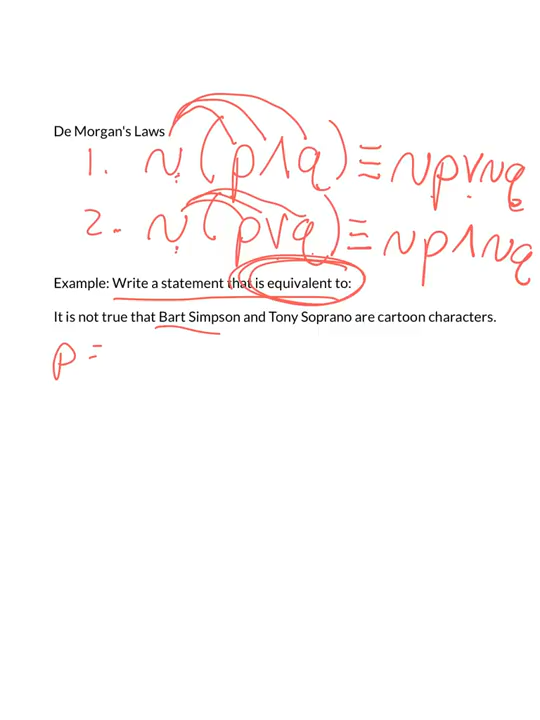 De Morgan's Laws
1. ~(p∧q) ≡ ~p∨~q
2. ~(p∨q) ≡ ~p∧~q
Example: Write a statement that is equivalent to:
It is not true that Bart Simpson and Tony Soprano are cartoon characters.
p =